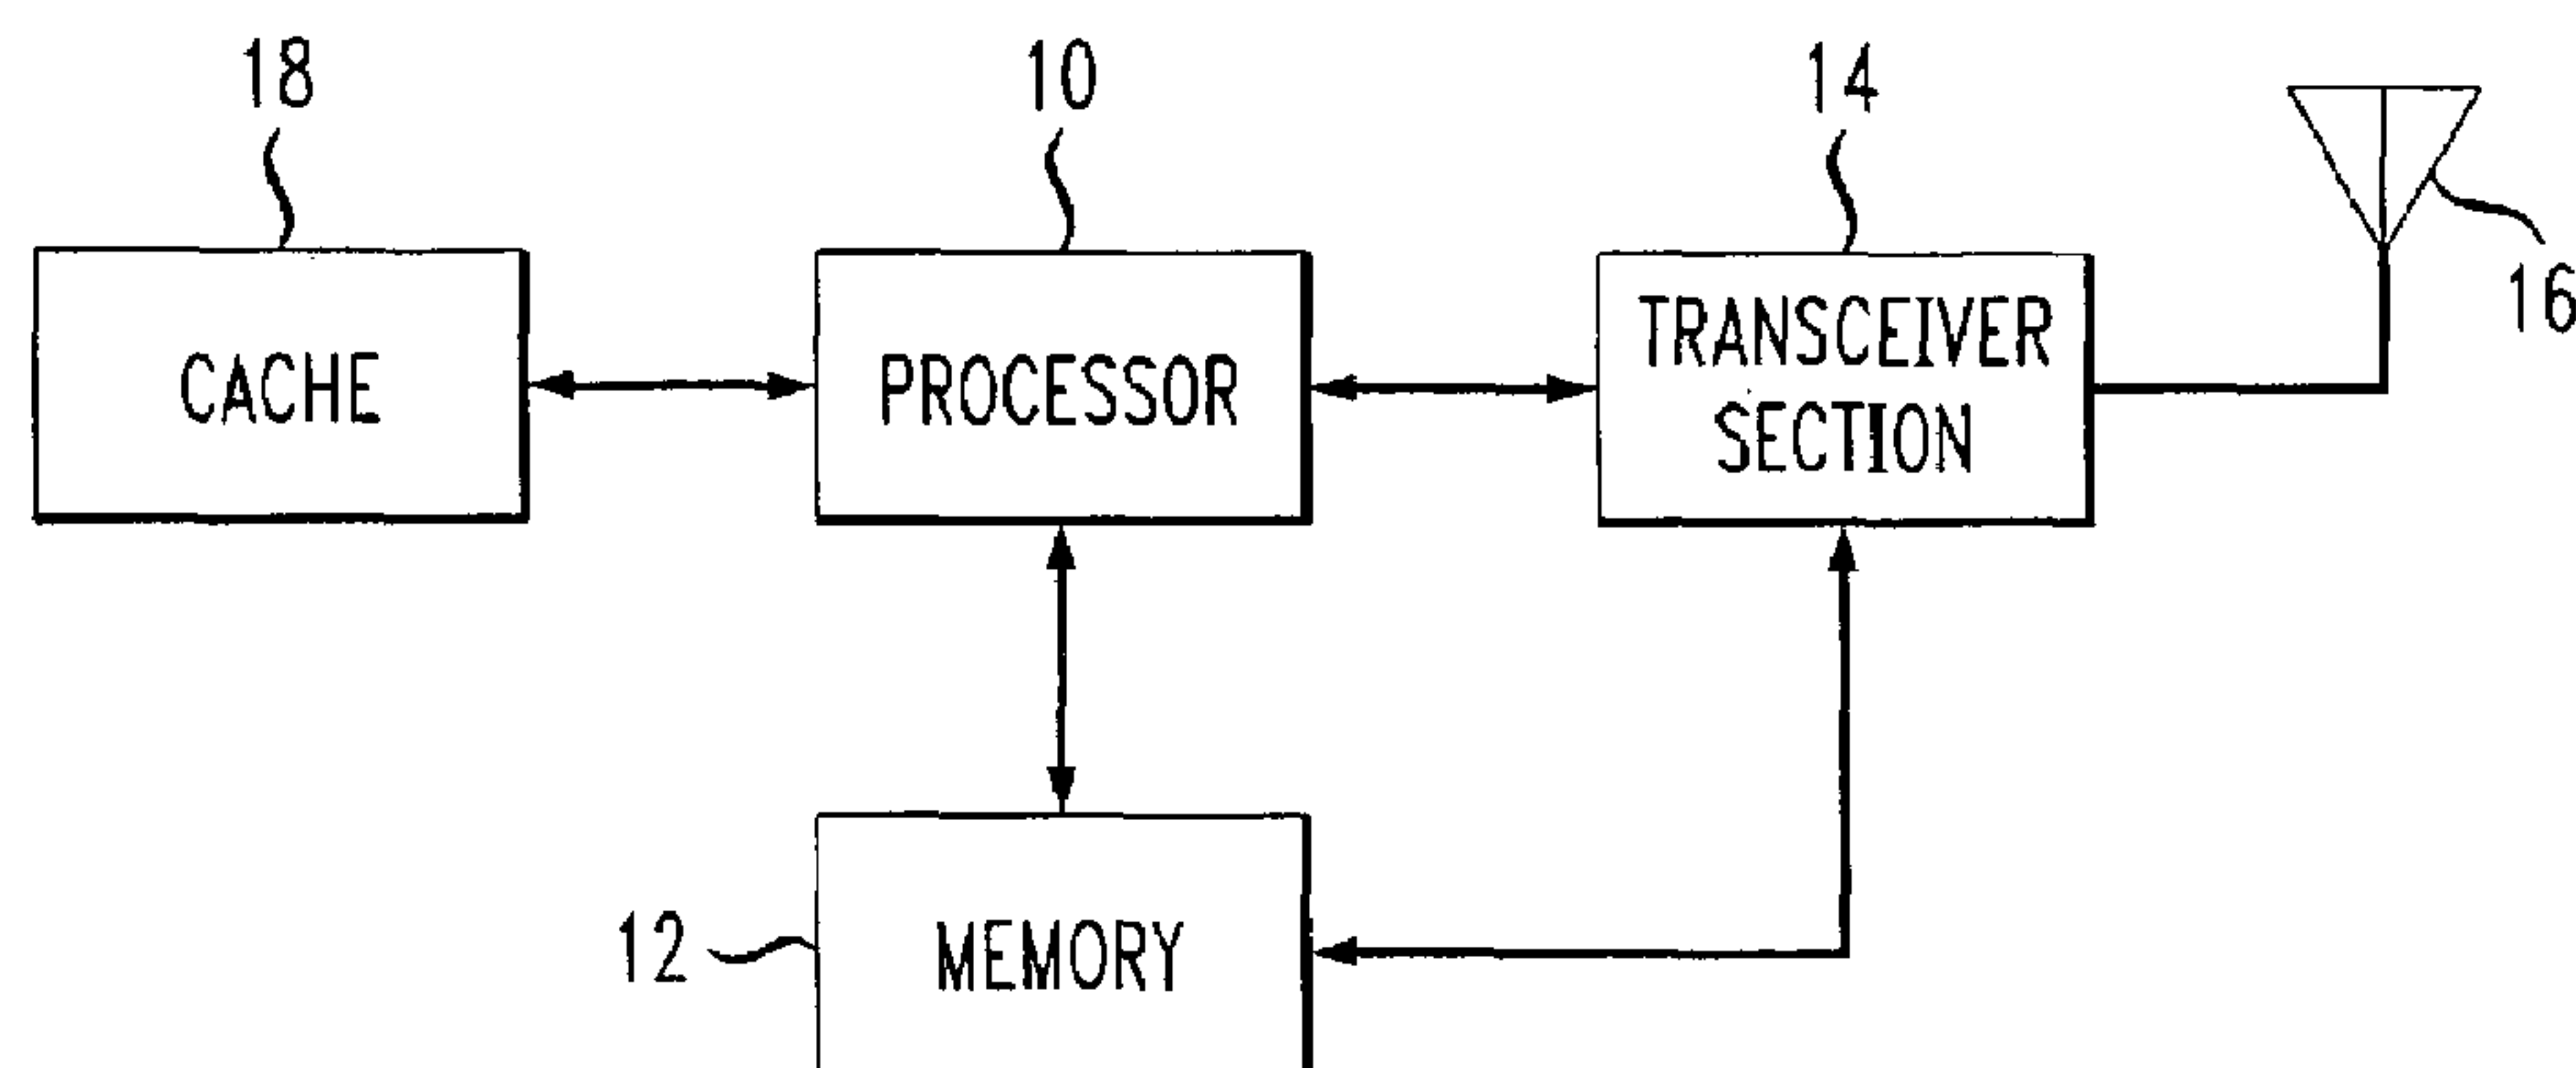 18
10
14
16
CACHE
PROCESSOR
TRANSCEIVER
SECTION
12
MEMORY